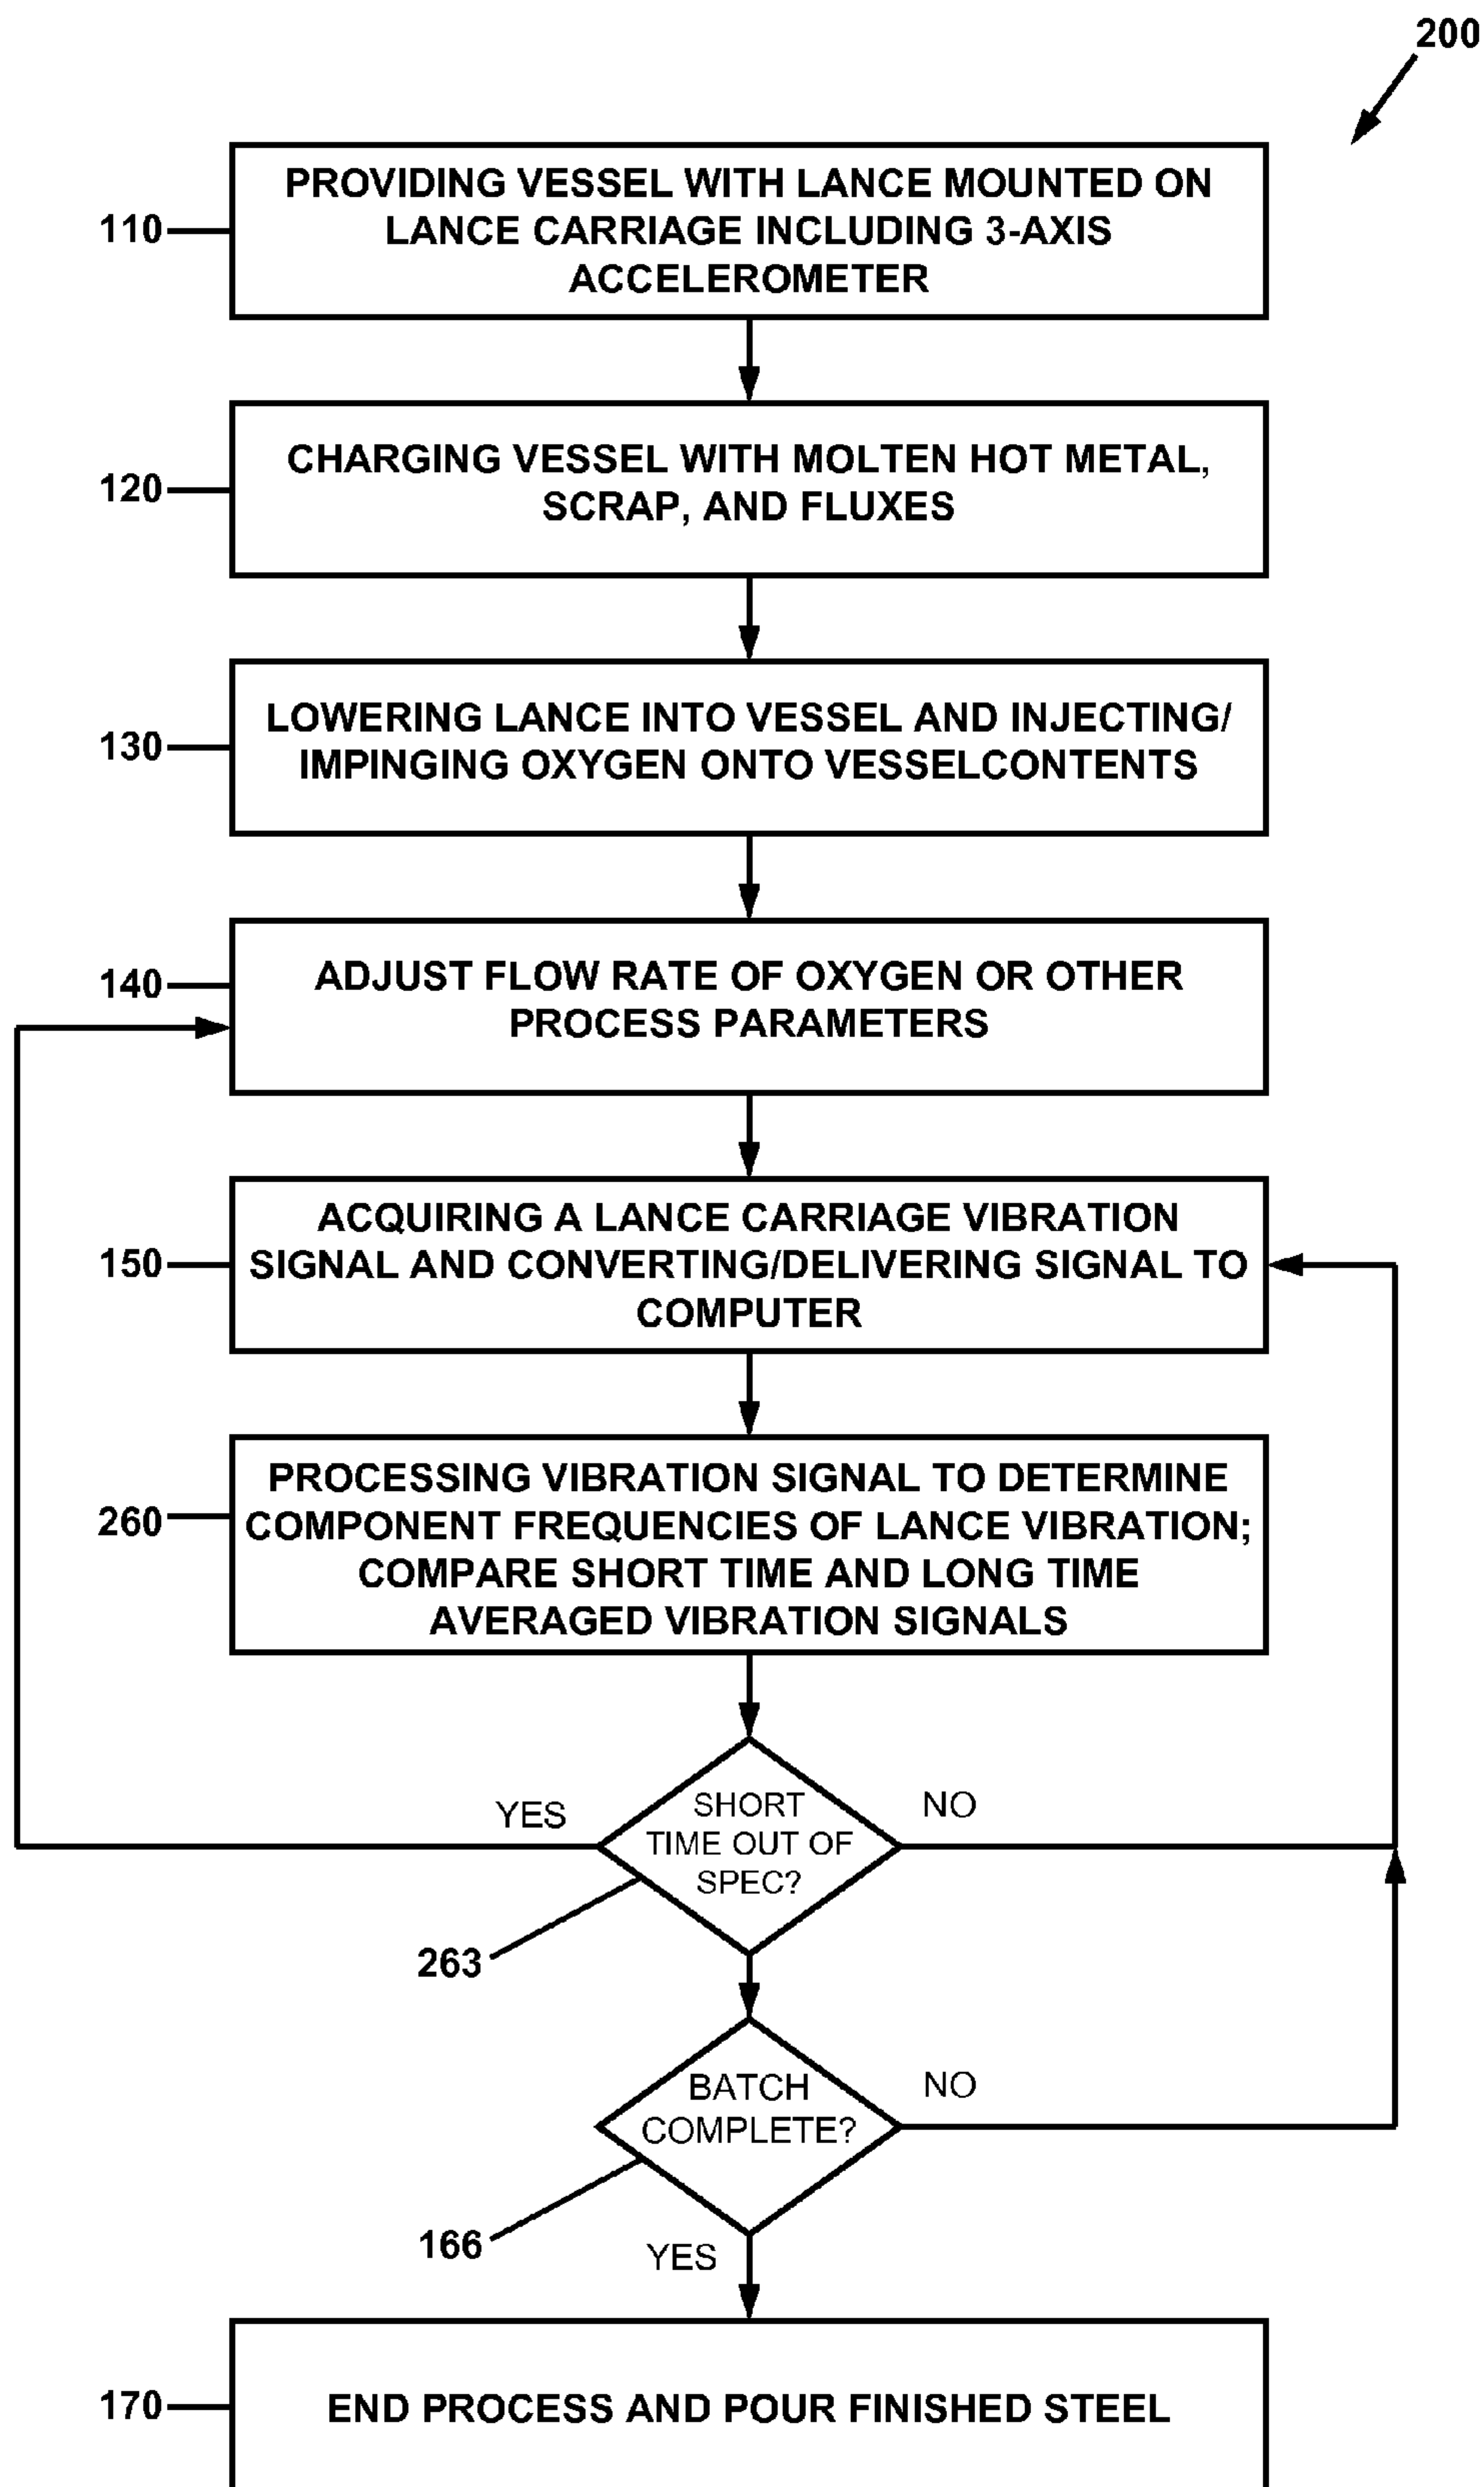 200
PROVIDING VESSEL WITH LANCE MOUNTED ON
LANCE CARRIAGE INCLUDING 3-AXIS
ACCELEROMETER
110
CHARGING VESSEL WITH MOLTEN HOT METAL,
SCRAP, AND FLUXES
120
LOWERING LANCE INTO VESSEL AND INJECTING/
IMPINGING OXYGEN ONTO VESSELCONTENTS
130
ADJUST FLOW RATE OF OXYGEN OR OTHER
PROCESS PARAMETERS
140
ACQUIRING A LANCE CARRIAGE VIBRATION
SIGNAL AND CONVERTING/DELIVERING SIGNAL TO
COMPUTER
150
PROCESSING VIBRATION SIGNAL TO DETERMINE
COMPONENT FREQUENCIES OF LANCE VIBRATION;
COMPARE SHORT TIME AND LONG TIME
AVERAGED VIBRATION SIGNALS
260
YES
SHORT
TIME OUT OF
SPEC?
NO
263
BATCH
COMPLETE?
NO
166
YES
END PROCESS AND POUR FINISHED STEEL
170